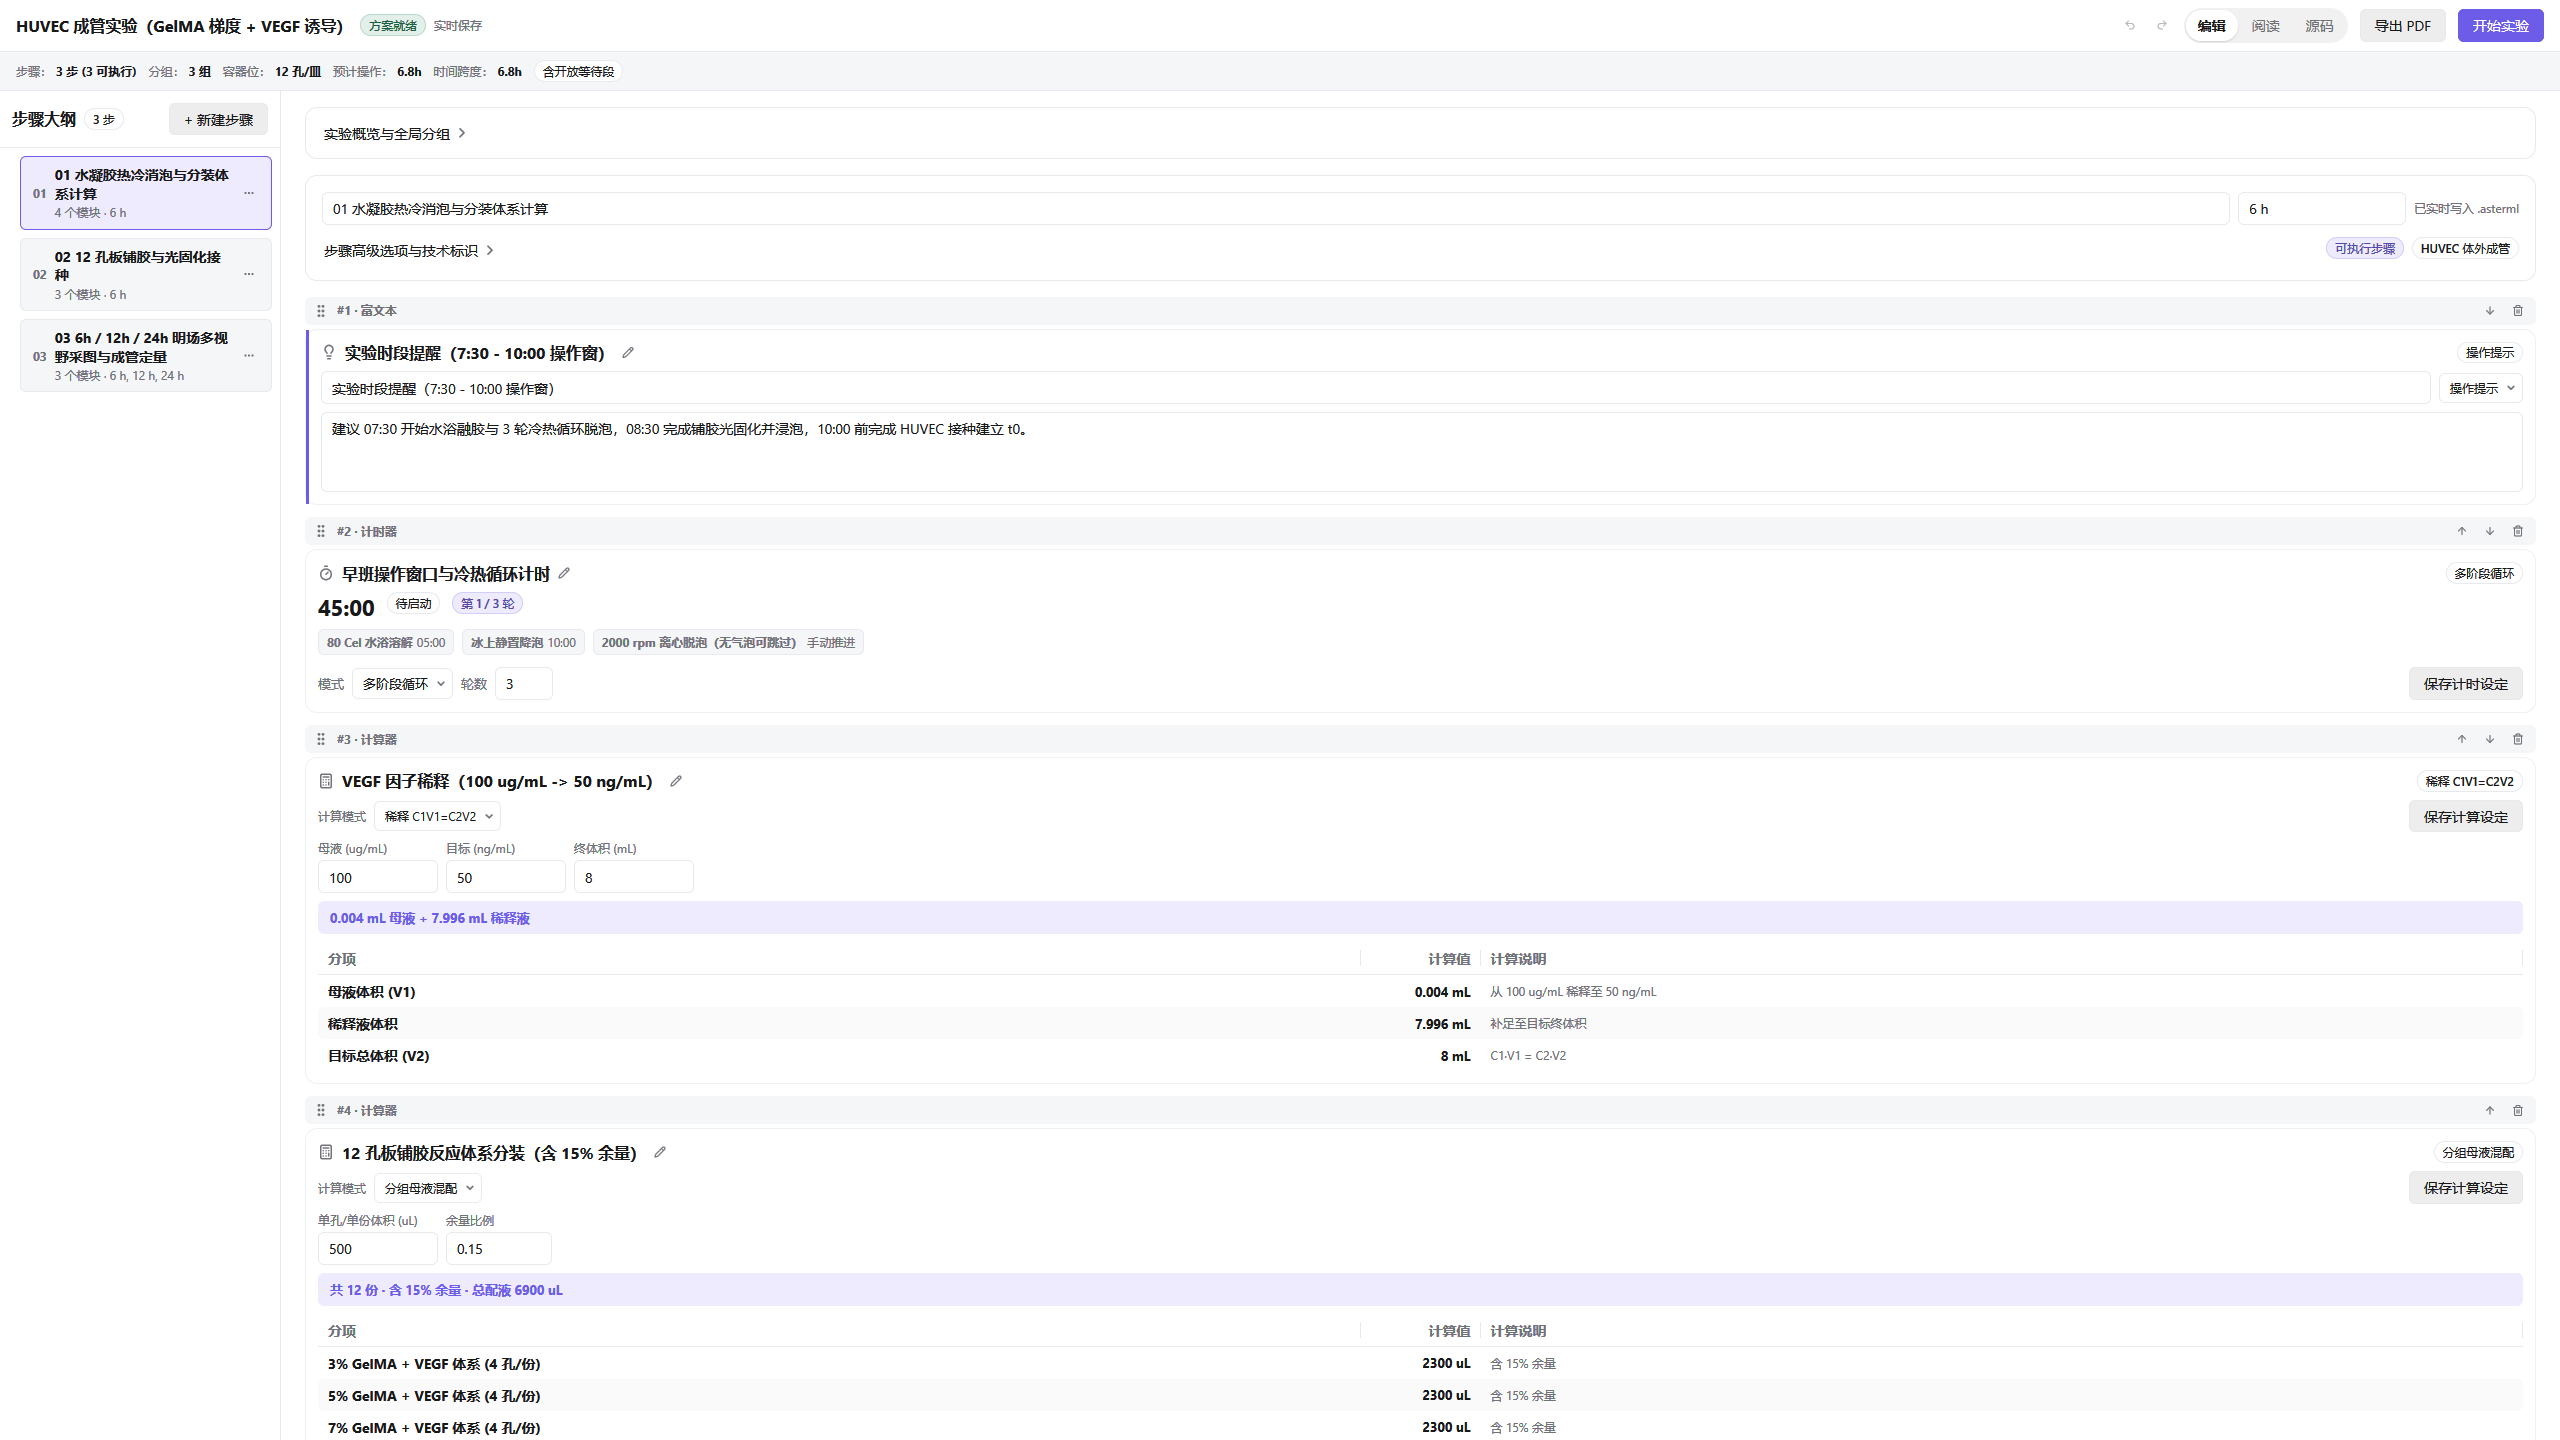 HUVEC 成管实验（GelMA 梯度 + VEGF 诱导） 方案就绪 实时保存 编辑 阅读 源码 导出 PDF 开始实验
步骤： 3 步 (3 可执行) 分组： 3 组 容器位： 12 孔/皿 预计操作： 6.8h 时间跨度： 6.8h 含开放等待段
步骤大纲 3 步 + 新建步骤
01 01 水凝胶热冷消泡与分装体系计算 ···
4 个模块 · 6 h
02 02 12 孔板铺胶与光固化接种 ···
3 个模块 · 6 h
03 03 6h / 12h / 24h 明场多视野采图与成管定量 ···
3 个模块 · 6 h, 12 h, 24 h
实验概览与全局分组
01 水凝胶热冷消泡与分装体系计算 6 h 已实时写入 .asterml
步骤高级选项与技术标识 可执行步骤 HUVEC 体外成管
#1 · 富文本
实验时段提醒（7:30 - 10:00 操作窗） 操作提示
实验时段提醒（7:30 - 10:00 操作窗） 操作提示
建议 07:30 开始水浴融胶与 3 轮冷热循环脱泡，08:30 完成铺胶光固化并浸泡，10:00 前完成 HUVEC 接种建立 t0。
#2 · 计时器
早班操作窗口与冷热循环计时 多阶段循环
45:00 待启动 第 1 / 3 轮
80 Cel 水浴溶解 05:00 冰上静置降泡 10:00 2000 rpm 离心脱泡（无气泡可跳过） 手动推进
模式 多阶段循环 轮数 3 保存计时设定
#3 · 计算器
VEGF 因子稀释（100 ug/mL -> 50 ng/mL） 稀释 C1V1=C2V2
计算模式 稀释 C1V1=C2V2 保存计算设定
母液 (ug/mL) 目标 (ng/mL) 终体积 (mL)
100 50 8
0.004 mL 母液 + 7.996 mL 稀释液
分项 计算值 计算说明
母液体积 (V1) 0.004 mL 从 100 ug/mL 稀释至 50 ng/mL
稀释液体积 7.996 mL 补足至目标终体积
目标总体积 (V2) 8 mL C1·V1 = C2·V2
#4 · 计算器
12 孔板铺胶反应体系分装（含 15% 余量） 分组母液混配
计算模式 分组母液混配 保存计算设定
单孔/单份体积 (uL) 余量比例
500 0.15
共 12 份 · 含 15% 余量 · 总配液 6900 uL
分项 计算值 计算说明
3% GelMA + VEGF 体系 (4 孔/份) 2300 uL 含 15% 余量
5% GelMA + VEGF 体系 (4 孔/份) 2300 uL 含 15% 余量
7% GelMA + VEGF 体系 (4 孔/份) 2300 uL 含 15% 余量